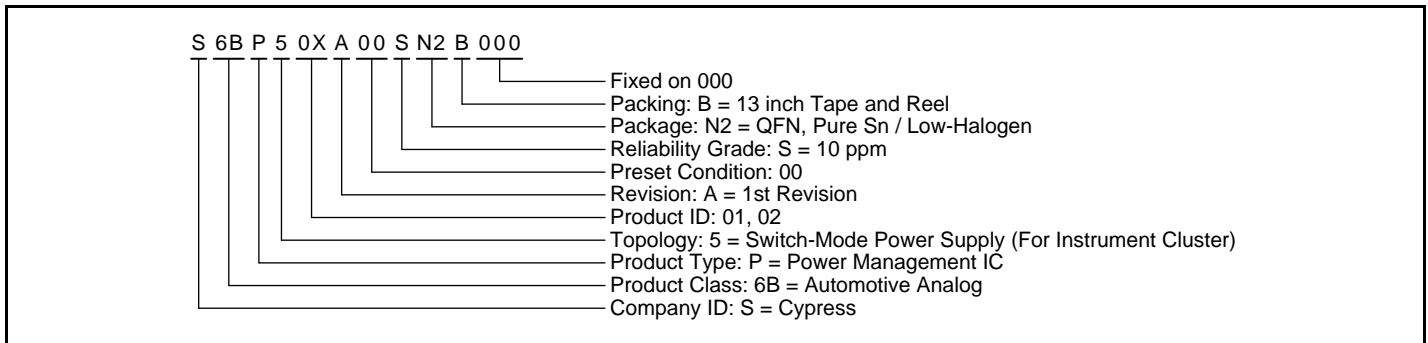 S 6B P 5 0X A 00 S N2 B 000
Fixed on 000
Packing: B = 13 inch Tape and Reel
Package: N2 = QFN, Pure Sn / Low-Halogen
Reliability Grade: S = 10 ppm
Preset Condition: 00
Revision: A = 1st Revision
Product ID: 01, 02
Topology: 5 = Switch-Mode Power Supply (For Instrument Cluster)
Product Type: P = Power Management IC
Product Class: 6B = Automotive Analog
Company ID: S = Cypress